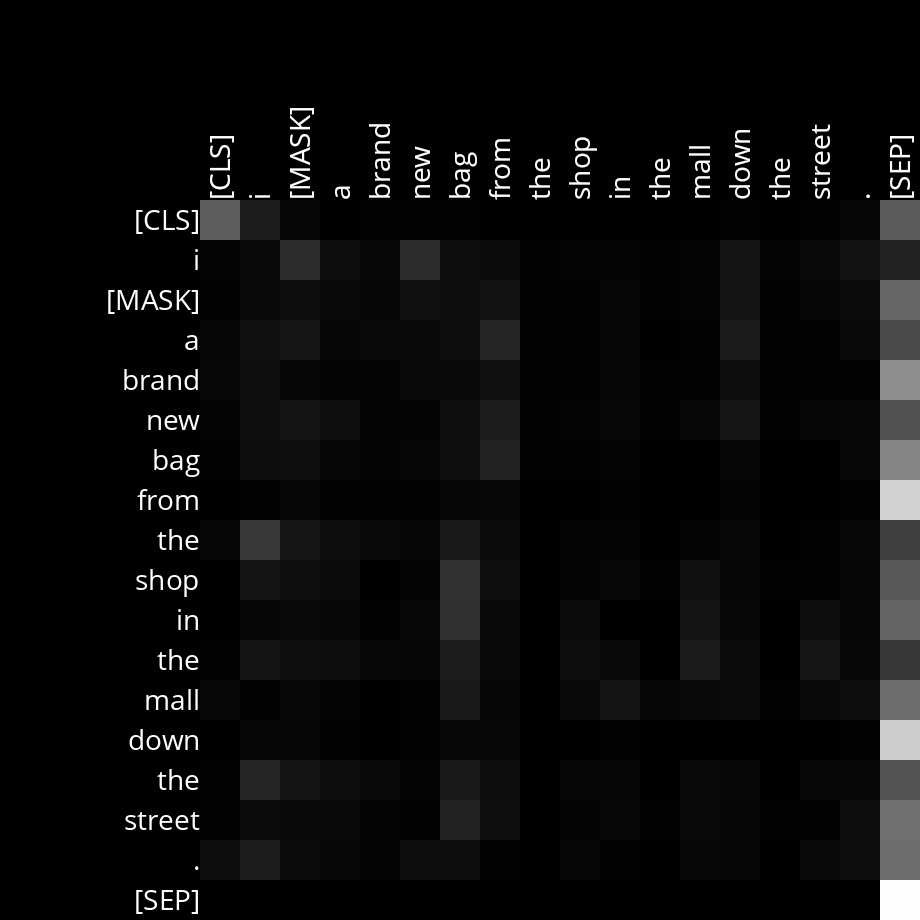 [CLS] i [MASK] a brand new bag from the shop in the mall down the street . [SEP]
[CLS]
i
[MASK]
a
brand
new
bag
from
the
shop
in
the
mall
down
the
street
.
[SEP]